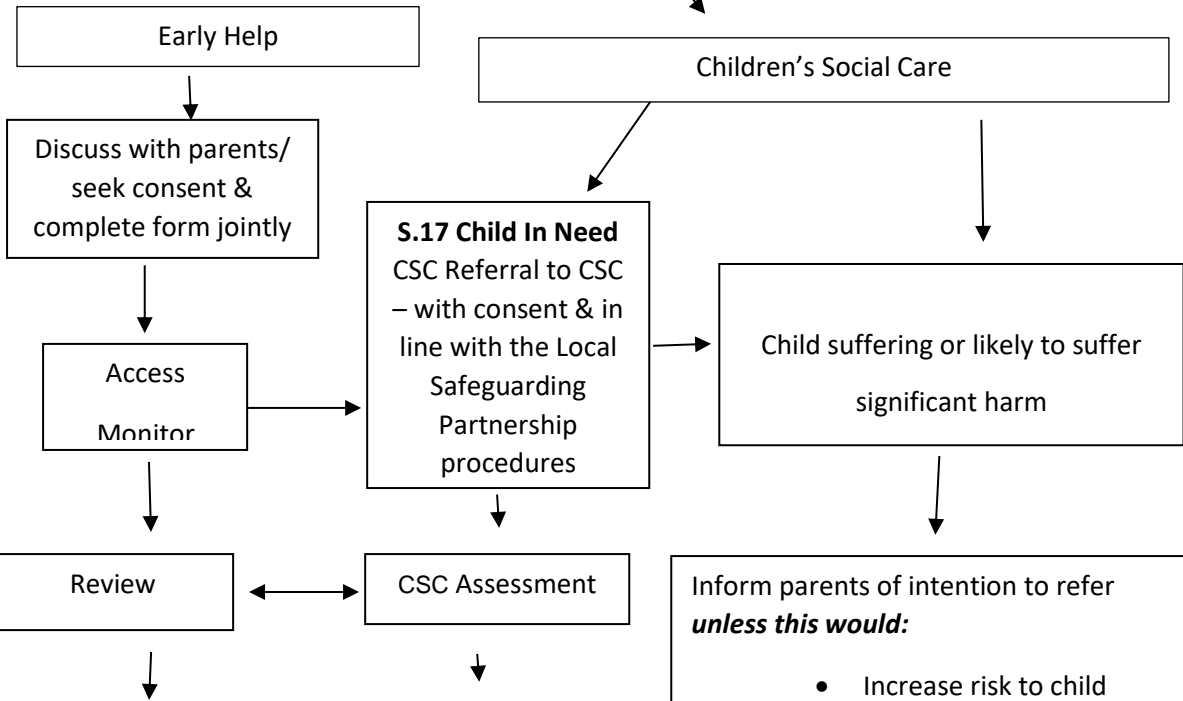 Early Help
Children’s Social Care
Discuss with parents/
seek consent &
complete form jointly
S.17 Child In Need
CSC Referral to CSC
– with consent & in
line with the Local
Safeguarding
Partnership
procedures
Access
Monitor
Child suffering or likely to suffer
significant harm
Review
CSC Assessment
Inform parents of intention to refer
unless this would:
• Increase risk to child